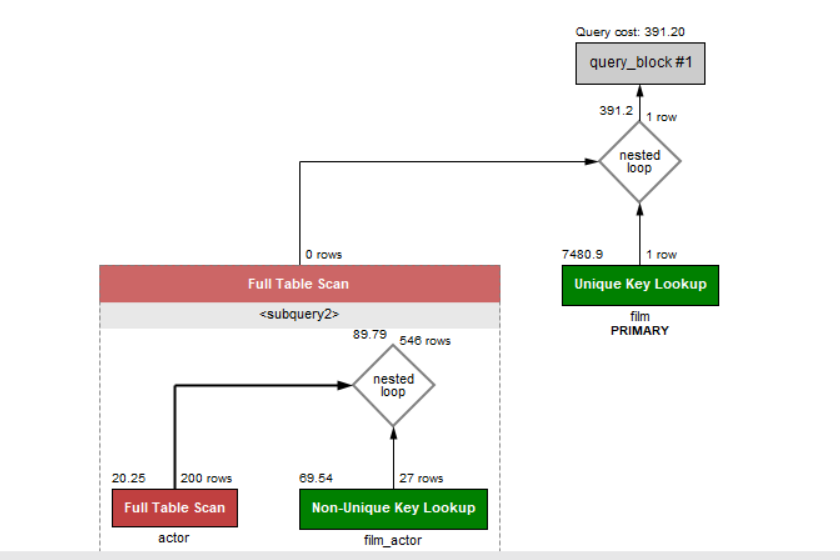 Query cost: 391.20
query_block #1
391.2
1 row
nested
loop
0 rows
7480.9
1 row
Full Table Scan
Unique Key Lookup
<subquery2>
film
PRIMARY
89.79
546 rows
nested
loop
20.25
200 rows
69.54
27 rows
Full Table Scan
Non-Unique Key Lookup
actor
film_actor